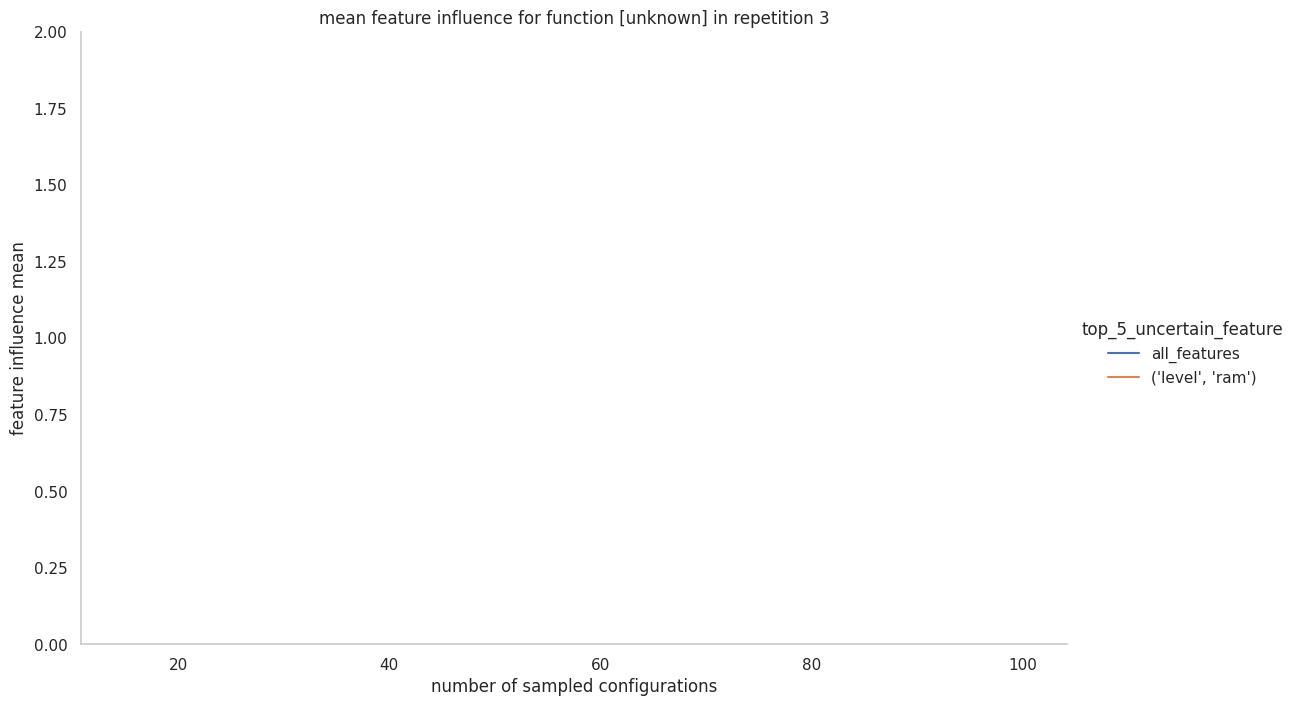 mean feature influence for function [unknown] in repetition 3
2.00
1.75
1.50
1.25
1.00
0.75
0.50
0.25
0.00
feature influence mean
20 40 60 80 100
number of sampled configurations
top_5_uncertain_feature
all_features
('level', 'ram')